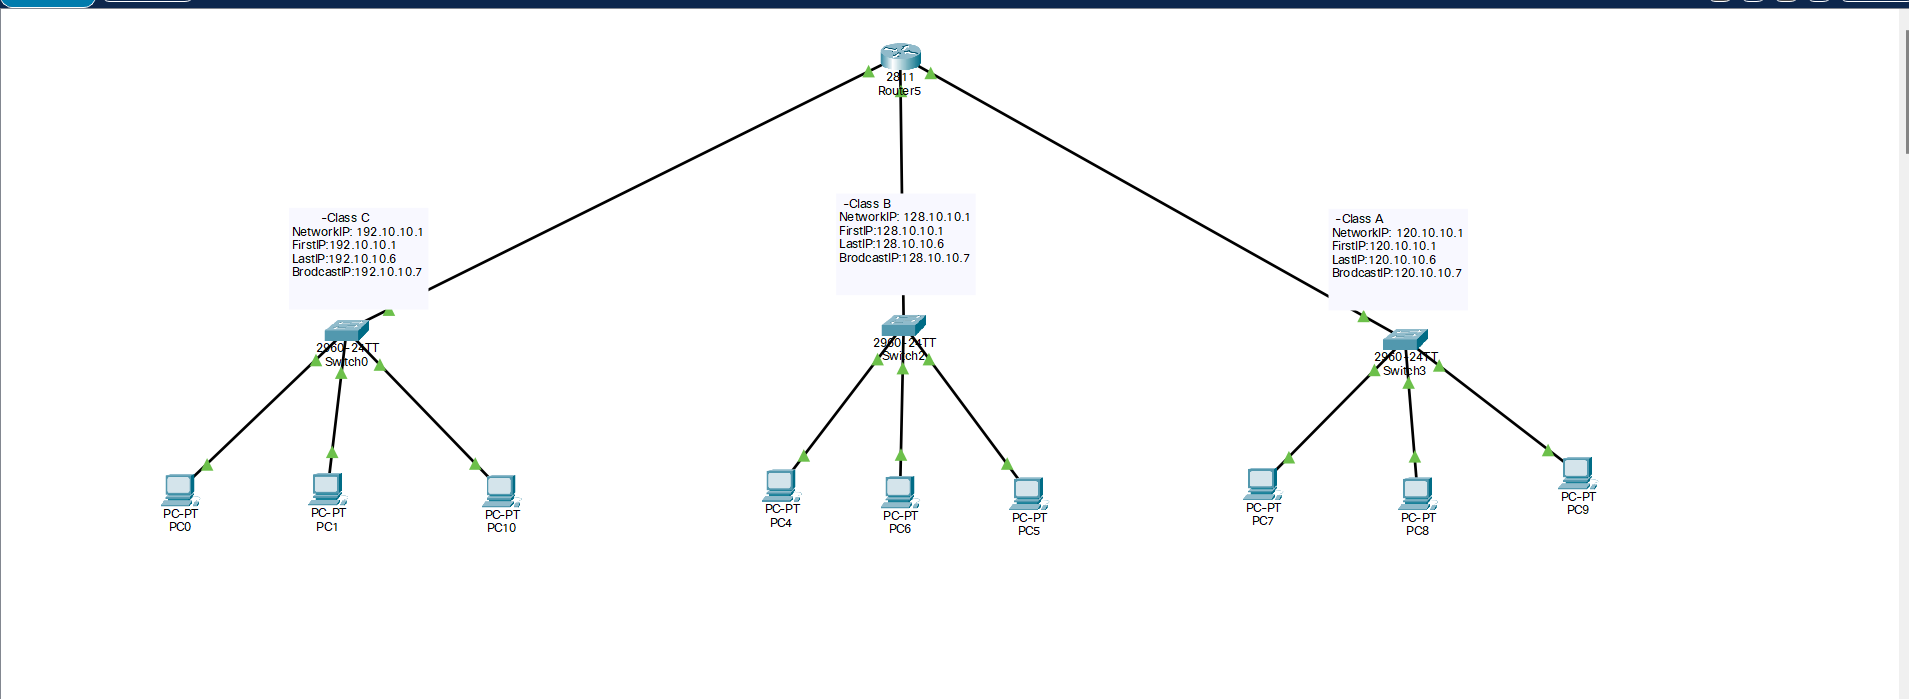 2811
Router5
-Class C
NetworkIP: 192.10.10.1
FirstIP:192.10.10.1
LastIP:192.10.10.6
BrodcastIP:192.10.10.7
-Class B
NetworkIP: 128.10.10.1
FirstIP:128.10.10.1
LastIP:128.10.10.6
BrodcastIP:128.10.10.7
-Class A
NetworkIP: 120.10.10.1
FirstIP:120.10.10.1
LastIP:120.10.10.6
BrodcastIP:120.10.10.7
2960-24TT
Switch0
2960-24TT
Switch2
2960-24TT
Switch3
PC-PT
PC0
PC-PT
PC1
PC-PT
PC10
PC-PT
PC4
PC-PT
PC6
PC-PT
PC5
PC-PT
PC7
PC-PT
PC8
PC-PT
PC9